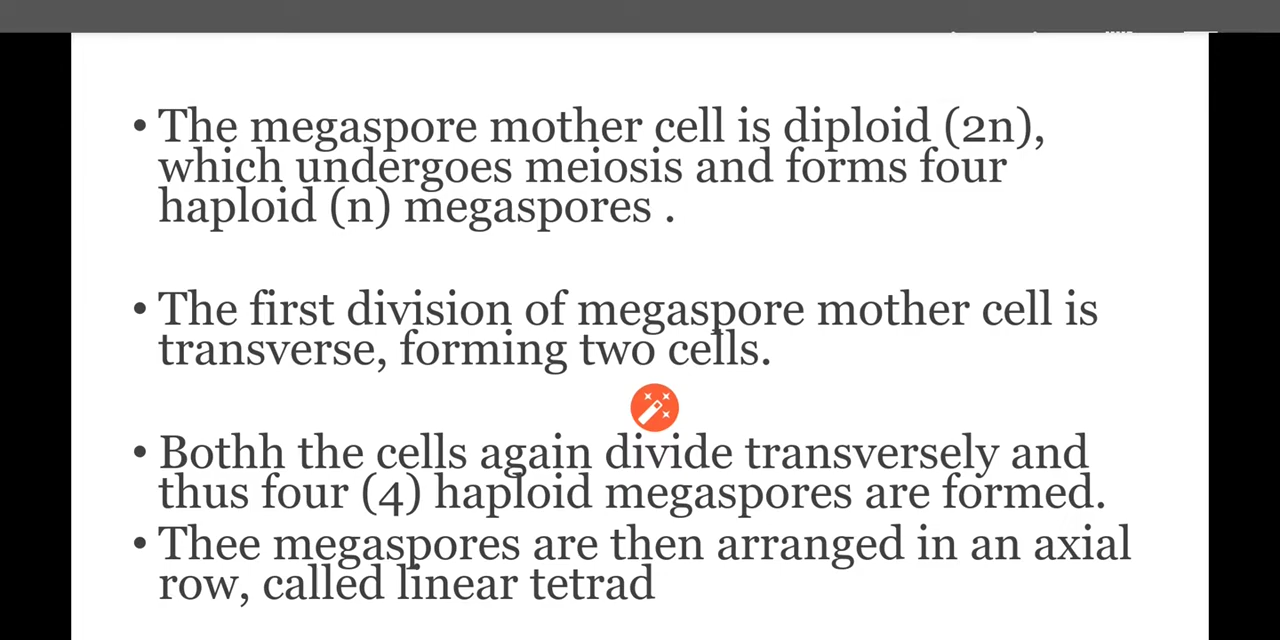 • The megaspore mother cell is diploid (2n),
which undergoes meiosis and forms four
haploid (n) megaspores .
• The first division of megaspore mother cell is
transverse, forming two cells.
• Bothh the cells again divide transversely and
thus four (4) haploid megaspores are formed.
• Thee megaspores are then arranged in an axial
row, called linear tetrad